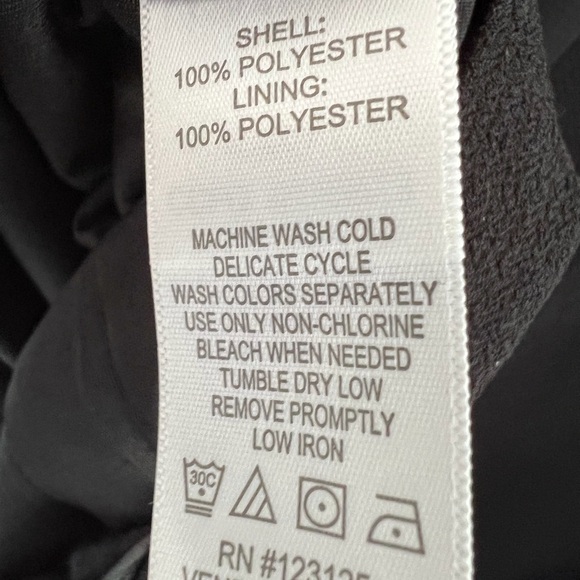 SHELL:
100% POLYESTER
LINING:
100% POLYESTER
MACHINE WASH COLD
DELICATE CYCLE
WASH COLORS SEPARATELY
USE ONLY NON-CHLORINE
BLEACH WHEN NEEDED
TUMBLE DRY LOW
REMOVE PROMPTLY
LOW IRON
30C
RN